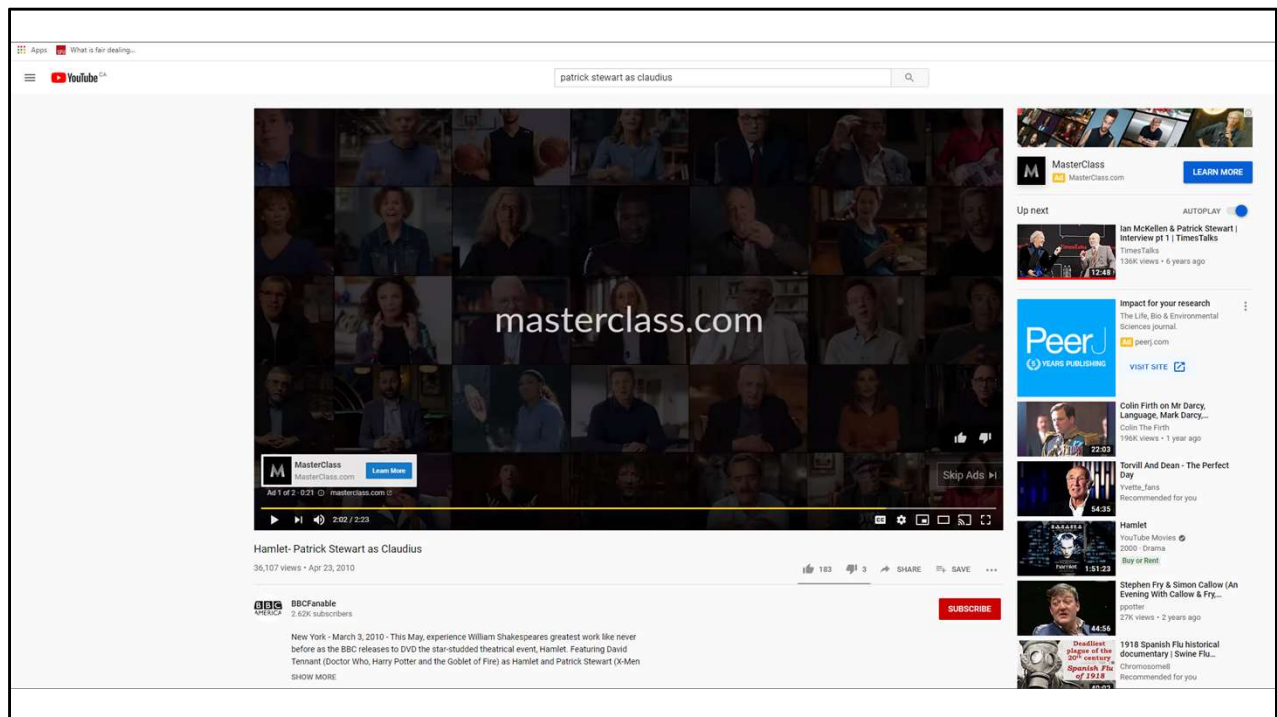 Apps What is fair dealing...
YouTube CA
patrick stewart as claudius
masterclass.com
MasterClass
MasterClass.com
Learn More
Skip Ads
Ad 1 of 2 · 0:21 masterclass.com
2:02 / 2:23
Hamlet- Patrick Stewart as Claudius
36,107 views • Apr 23, 2010
183 3 SHARE SAVE
BBC AMERICA
BBCFanable
2.62K subscribers
SUBSCRIBE
New York - March 3, 2010 - This May, experience William Shakespeares greatest work like never
before as the BBC releases to DVD the star-studded theatrical event, Hamlet. Featuring David
Tennant (Doctor Who, Harry Potter and the Goblet of Fire) as Hamlet and Patrick Stewart (X-Men
SHOW MORE
M
MasterClass
Ad MasterClass.com
LEARN MORE
Up next AUTOPLAY
TimesTalks
12:48
Ian McKellen & Patrick Stewart |
Interview pt 1 | TimesTalks
TimesTalks
136K views • 6 years ago
PeerJ
5 YEARS PUBLISHING
Impact for your research
The Life, Bio & Environmental
Sciences journal.
Ad peerj.com
VISIT SITE
22:03
Colin Firth on Mr Darcy,
Language, Mark Darcy,...
Colin The Firth
196K views • 1 year ago
54:35
Torvill And Dean - The Perfect
Day
Yvette_fans
Recommended for you
1:51:23
Hamlet
YouTube Movies
2000 · Drama
Buy or Rent
44:56
Stephen Fry & Simon Callow (An
Evening With Callow & Fry,...
ppotter
27K views • 2 years ago
Deadliest
plague of the
20th century
Spanish Flu
of 1918
1918 Spanish Flu historical
documentary | Swine Flu...
Chromosome8
Recommended for you